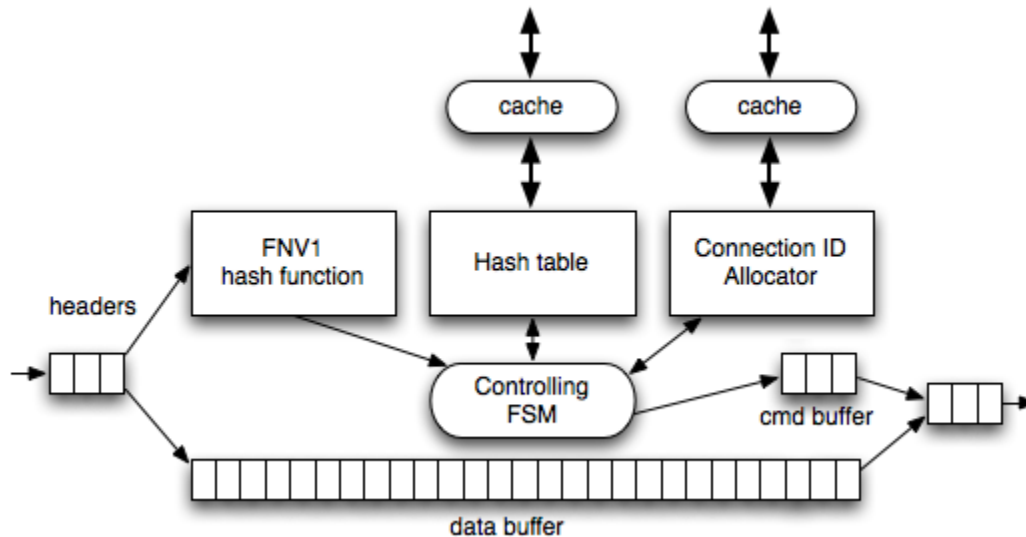 cache
cache
FNV1
hash function
Hash table
Connection ID
Allocator
headers
Controlling
FSM
cmd buffer
data buffer